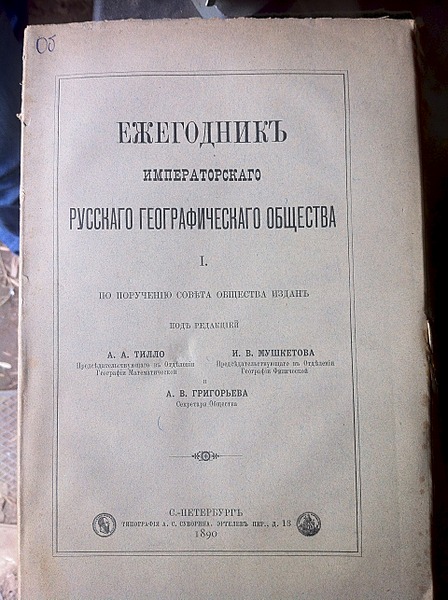 Об
ЕЖЕГОДНИКЪ
ИМПЕРАТОРСКАГО
РУССКАГО ГЕОГРАФИЧЕСКАГО ОБЩЕСТВА
I.
ПО ПОРУЧЕНІЮ СОВѢТА ОБЩЕСТВА ИЗДАНЪ
ПОДЪ РЕДАКЦІЕЙ
А. А. ТИЛЛО
Предсѣдательствующаго въ Отдѣленіи
Географіи Математической
И. В. МУШКЕТОВА
Предсѣдательствующаго въ Отдѣленіи
Географіи Физической
и
А. В. ГРИГОРЬЕВА
Секретаря Общества
С.-ПЕТЕРБУРГЪ
ТИПОГРАФІЯ А. С. СУВОРИНА. ЭРТЕЛЕВЪ ПЕР., Д. 13
1890